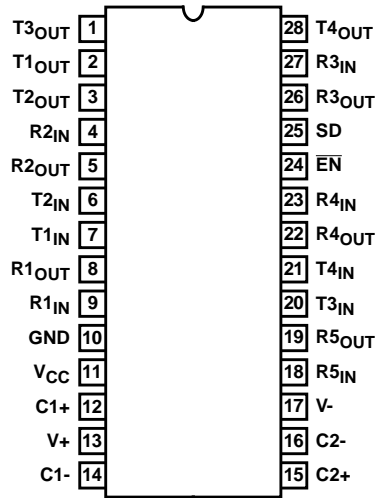 T3OUT 1 28 T4OUT
T1OUT 2 27 R3IN
T2OUT 3 26 R3OUT
R2IN 4 25 SD
R2OUT 5 24 E̅N̅
T2IN 6 23 R4IN
T1IN 7 22 R4OUT
R1OUT 8 21 T4IN
R1IN 9 20 T3IN
GND 10 19 R5OUT
VCC 11 18 R5IN
C1+ 12 17 V-
V+ 13 16 C2-
C1- 14 15 C2+